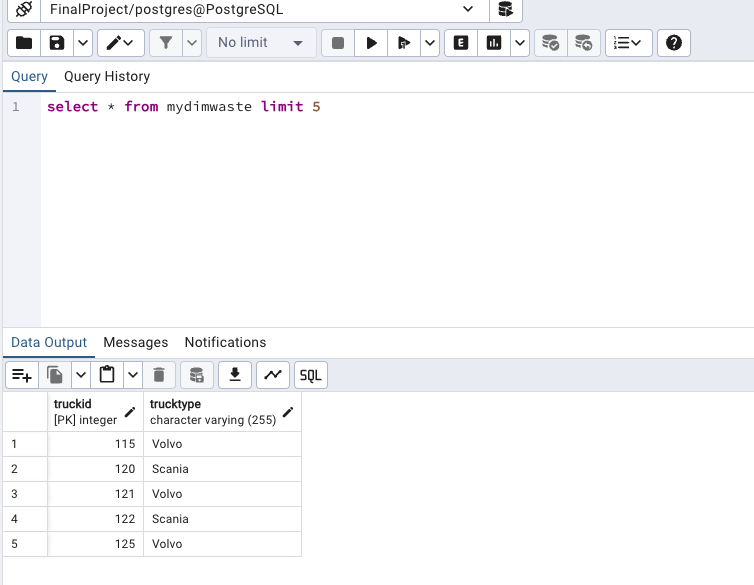 FinalProject/postgres@PostgreSQL
No limit
E
Query Query History
1 select * from mydimwaste limit 5
Data Output Messages Notifications
SQL
truckid trucktype
[PK] integer character varying (255)
1 115 Volvo
2 120 Scania
3 121 Volvo
4 122 Scania
5 125 Volvo